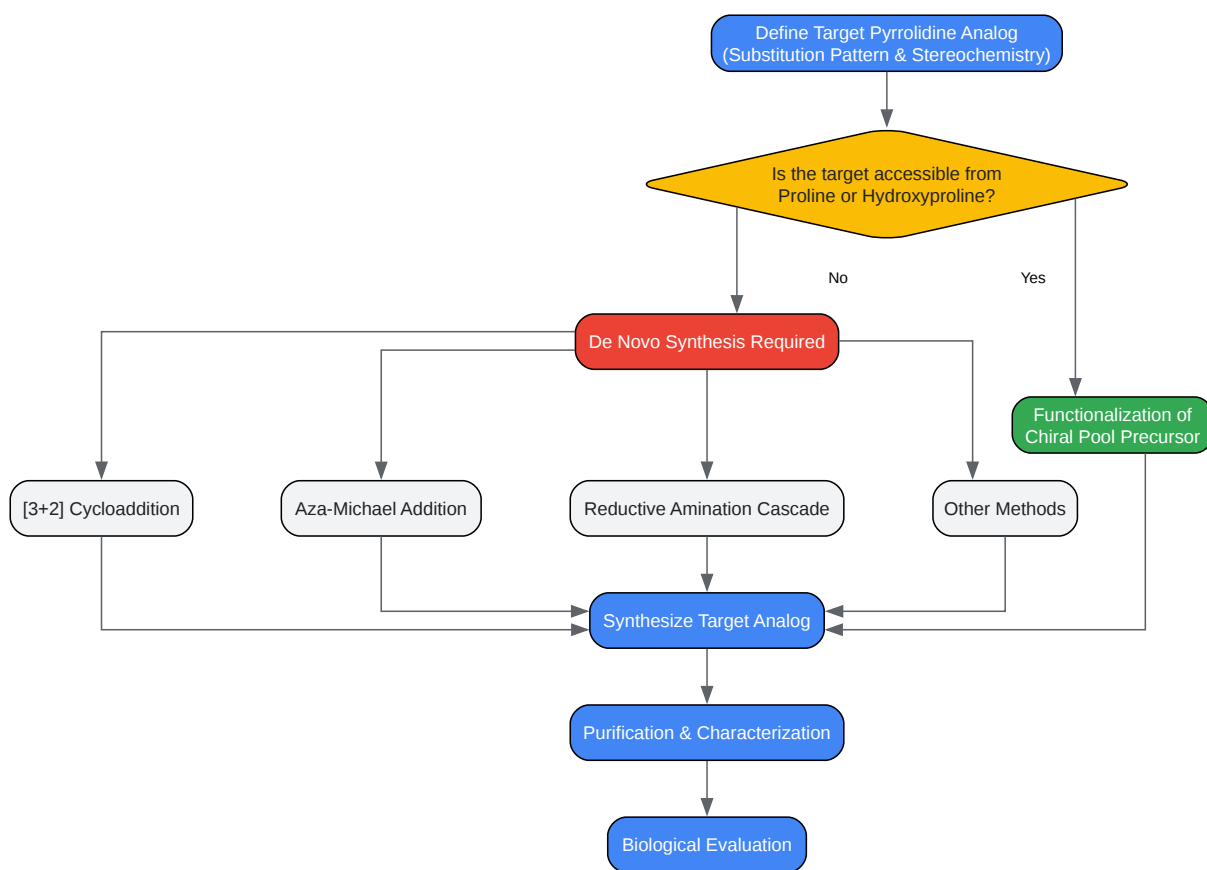 Define Target Pyrrolidine Analog
(Substitution Pattern & Stereochemistry)
Is the target accessible from
Proline or Hydroxyproline?
No
Yes
De Novo Synthesis Required
Functionalization of
Chiral Pool Precursor
[3+2] Cycloaddition
Aza-Michael Addition
Reductive Amination Cascade
Other Methods
Synthesize Target Analog
Purification & Characterization
Biological Evaluation